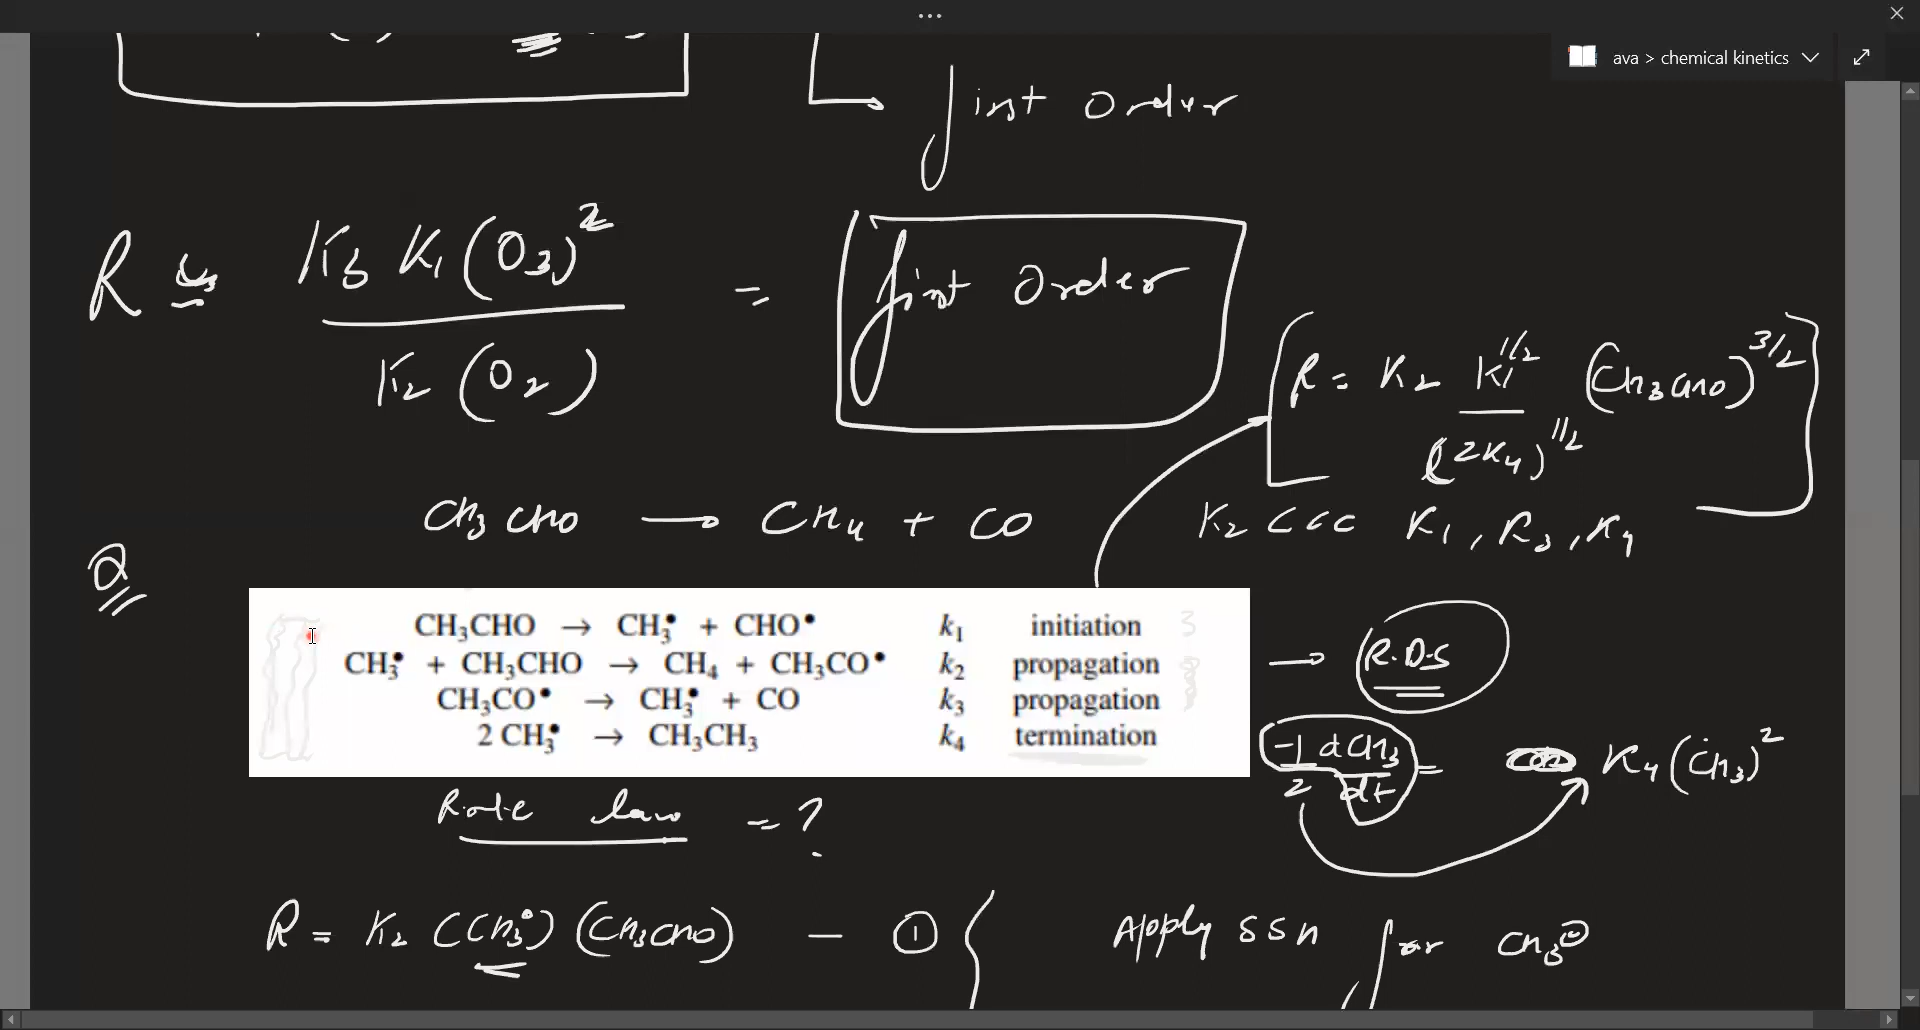 ava > chemical kinetics
first order
R = K3 K1 (O3)^2 / K2 (O2) = first order
R = K2 K1^1/2 / (2K4)^1/2 (CH3CHO)^3/2
CH3CHO → CH4 + CO
K2 <<< K1, K3, K4
Q
CH3CHO → CH3• + CHO• k1 initiation 3
CH3• + CH3CHO → CH4 + CH3CO• k2 propagation → R.D.S
CH3CO• → CH3• + CO k3 propagation
2 CH3• → CH3CH3 k4 termination
-1/2 dCH3/dt = K4 (ĊH3)^2
Rate law = ?
R = K2 (CH3•) (CH3CHO) — ①
Apply SSA for CH3•